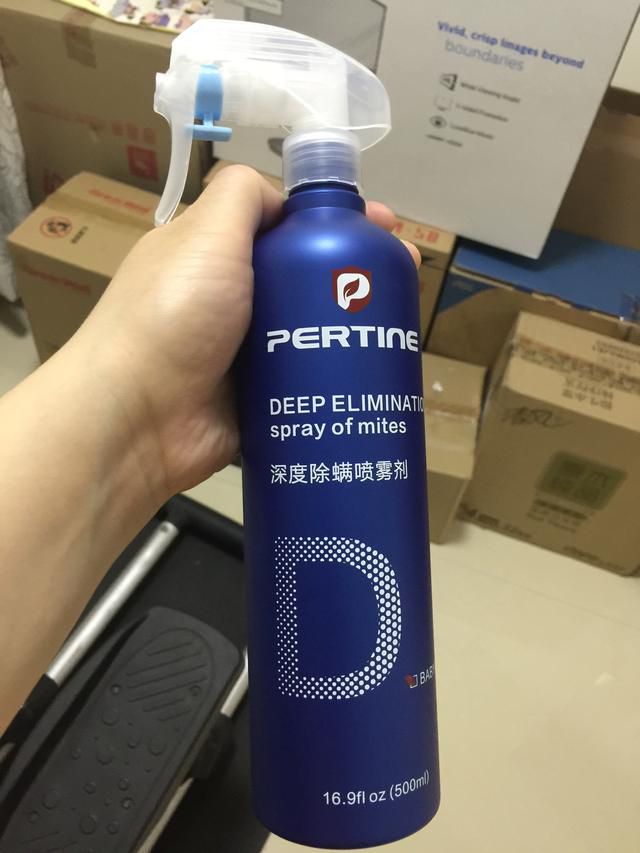 Vivid, crisp images beyond
boundaries
PERTINE
DEEP ELIMINATIO
spray of mites
深度除螨喷雾剂
D
BAB
16.9fl oz (500ml)